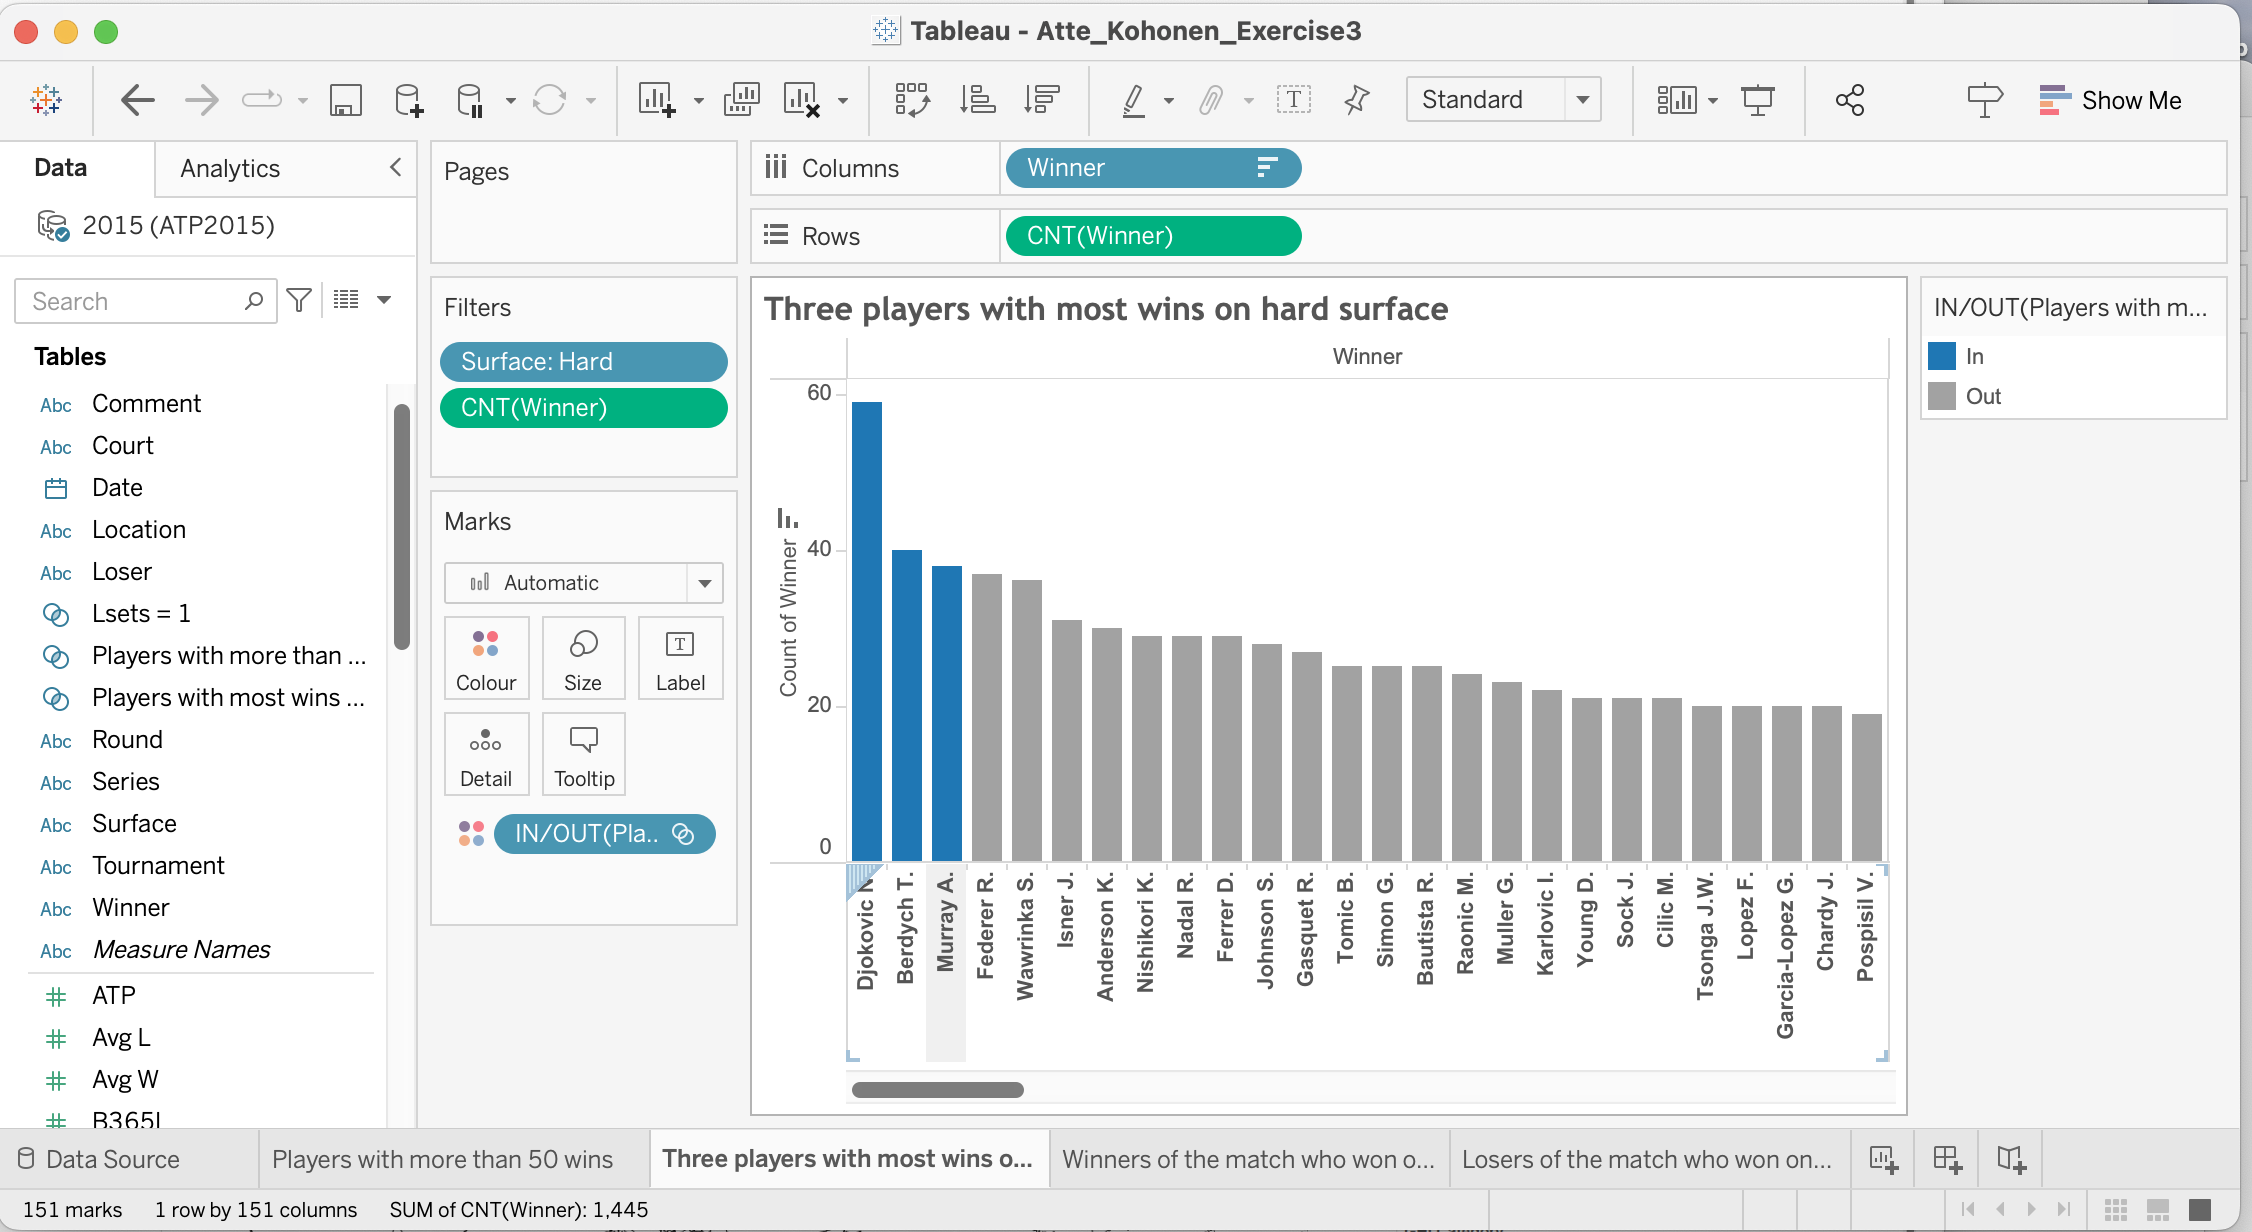 Tableau - Atte_Kohonen_Exercise3
Standard
Show Me
Data
Analytics
2015 (ATP2015)
Search
Tables
Abc Comment
Abc Court
Date
Abc Location
Abc Loser
Lsets = 1
Players with more than ...
Players with most wins ...
Abc Round
Abc Series
Abc Surface
Abc Tournament
Abc Winner
Abc Measure Names
# ATP
# Avg L
# Avg W
# B365L
Pages
Filters
Surface: Hard
CNT(Winner)
Marks
Automatic
Colour
Size
Label
Detail
Tooltip
IN/OUT(Pla..
Columns
Winner
Rows
CNT(Winner)
Three players with most wins on hard surface
Winner
Count of Winner
60
40
20
0
Djokovic N.
Berdych T.
Murray A.
Federer R.
Wawrinka S.
Isner J.
Anderson K.
Nishikori K.
Nadal R.
Ferrer D.
Johnson S.
Gasquet R.
Tomic B.
Simon G.
Bautista R.
Raonic M.
Muller G.
Karlovic I.
Young D.
Sock J.
Cilic M.
Tsonga J.W.
Lopez F.
Garcia-Lopez G.
Chardy J.
Pospisil V.
IN/OUT(Players with m...
In
Out
Data Source
Players with more than 50 wins
Three players with most wins o...
Winners of the match who won o...
Losers of the match who won on...
151 marks
1 row by 151 columns
SUM of CNT(Winner): 1,445